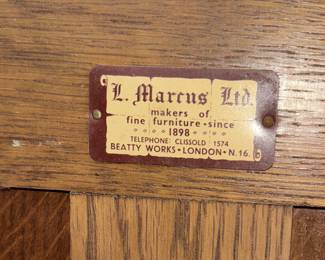 L. Marcus Ltd.
makers of
fine furniture • since
1898
TELEPHONE: CLISSOLD 1574
BEATTY WORKS • LONDON • N.16.